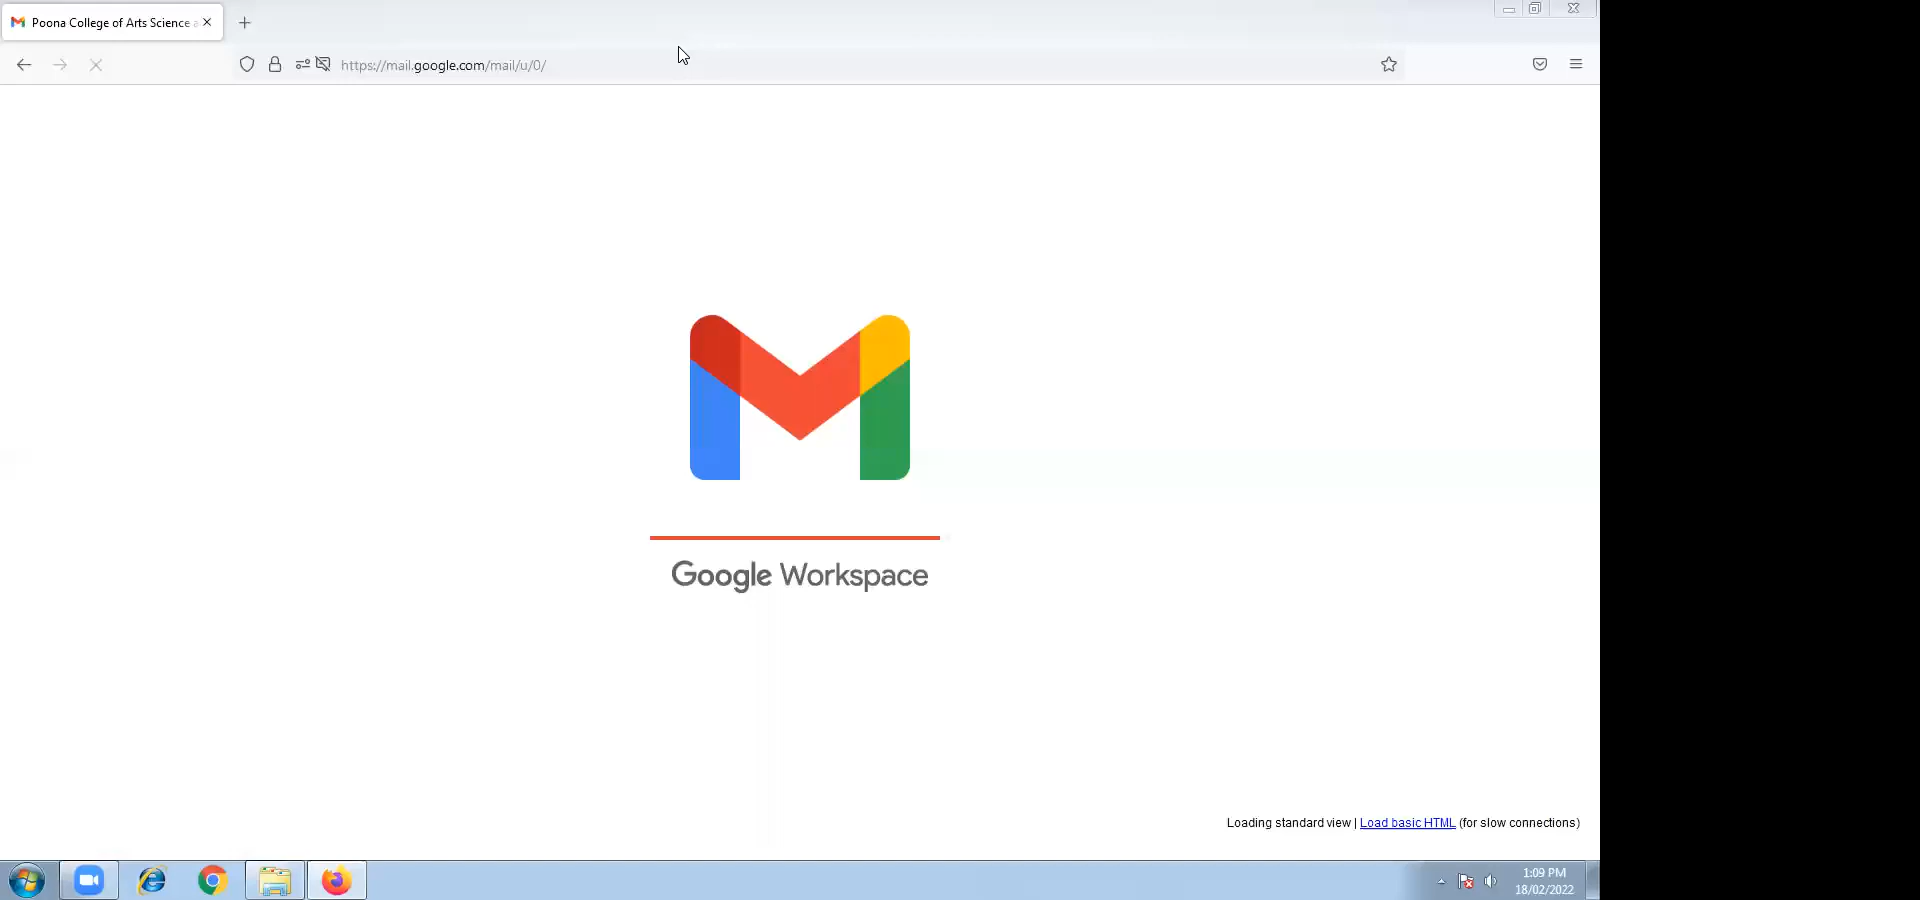 Poona College of Arts Science a
https://mail.google.com/mail/u/0/
Google Workspace
Loading standard view | Load basic HTML (for slow connections)
1:09 PM
18/02/2022